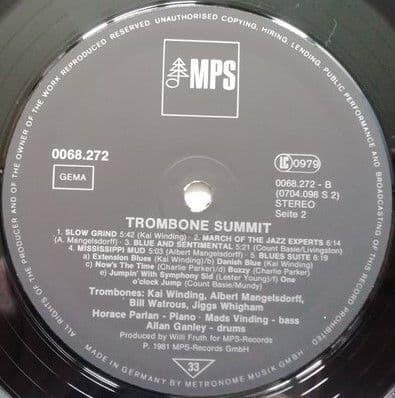 ALL RIGHTS OF THE PRODUCER AND OF THE OWNER OF THE WORK REPRODUCED RESERVED. UNAUTHORISED COPYING, HIRING, LENDING, PUBLIC PERFORMANCE AND BROADCASTING OF THIS RECORD PROHIBITED
MPS
0068.272
GEMA
LC 0979
0068.272 - B
(0704.098 S 2)
STEREO
Seite 2
TROMBONE SUMMIT
1. SLOW GRIND 5:42 (Kai Winding) · 2. MARCH OF THE JAZZ EXPERTS 6:14
(A. Mangelsdorff) · 3. BLUE AND SENTIMENTAL 5:21 (Count Basie/Livingston)
4. MISSISSIPPI MUD 5:03 (Albert Mangelsdorff) · 5. BLUES SUITE 6:19
a) Extension Blues (Kai Winding)/b) Danish Blue (Kai Winding)
c) Now's The Time (Charlie Parker)/d) Buzzy (Charlie Parker)
e) Jumpin' With Symphony Sid (Lester Young)/f) One
o'clock Jump (Count Basie/Mundy)
Trombones: Kai Winding, Albert Mangelsdorff,
Bill Watrous, Jiggs Whigham
Horace Parlan - Piano · Mads Vinding - bass
Allan Ganley - drums
Produced by Willi Fruth for MPS-Records
℗ 1981 MPS-Records GmbH
33
MADE IN GERMANY BY METRONOME MUSIK GMBH